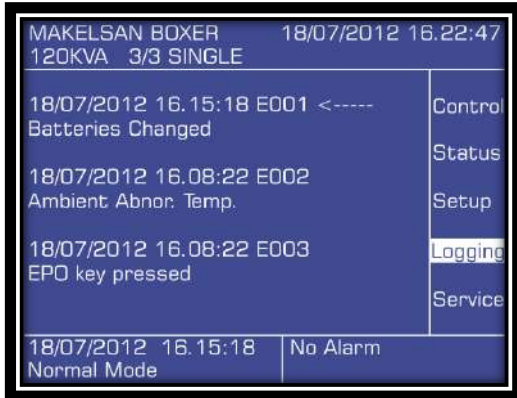 MAKELSAN BOXER 18/07/2012 16.22:47
120KVA 3/3 SINGLE
18/07/2012 16.15:18 E001 <-----
Batteries Changed
18/07/2012 16.08:22 E002
Ambient Abnor. Temp.
18/07/2012 16.08:22 E003
EPO key pressed
Control
Status
Setup
Logging
Service
18/07/2012 16.15:18
Normal Mode
No Alarm